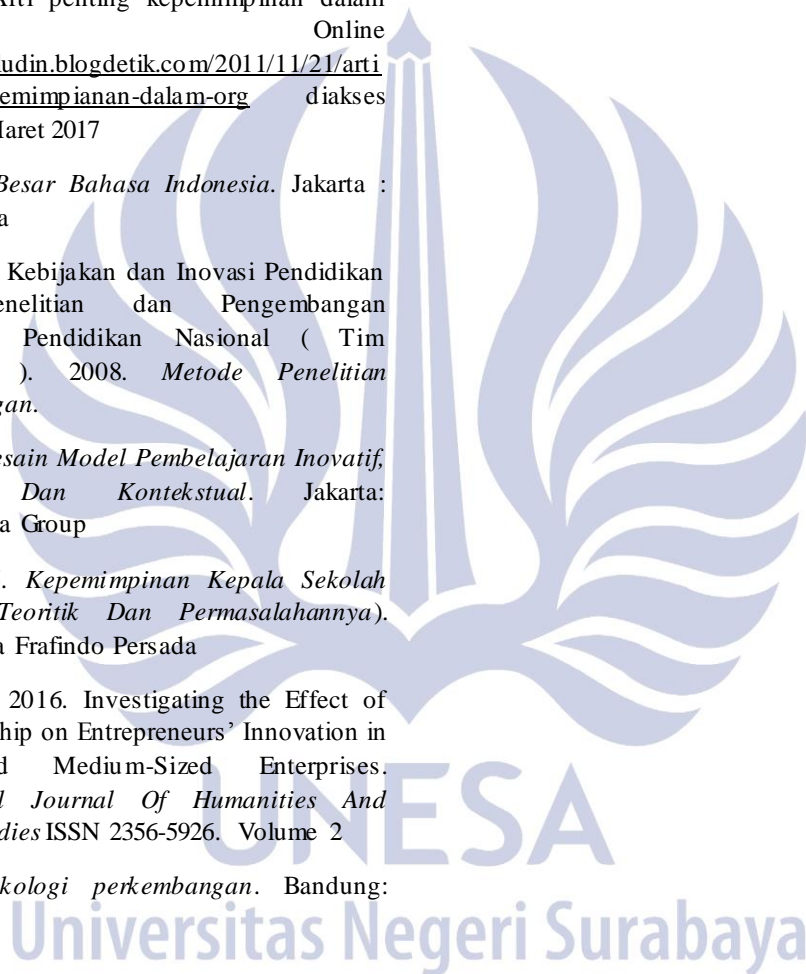 penting kepemimpinan dalam
Online
udin.blogdetik.com/2011/11/21/arti
emimpianan-dalam-org diakses
aret 2017
Besar Bahasa Indonesia. Jakarta :
a
Kebijakan dan Inovasi Pendidikan
enelitian dan Pengembangan
Pendidikan Nasional ( Tim
). 2008. Metode Penelitian
gan.
esain Model Pembelajaran Inovatif,
Dan Kontekstual. Jakarta:
a Group
. Kepemimpinan Kepala Sekolah
Teoritik Dan Permasalahannya).
a Frafindo Persada
2016. Investigating the Effect of
hip on Entrepreneurs’ Innovation in
d Medium-Sized Enterprises.
l Journal Of Humanities And
dies ISSN 2356-5926. Volume 2
kologi perkembangan. Bandung:
UNESA
Universitas Negeri Surabaya